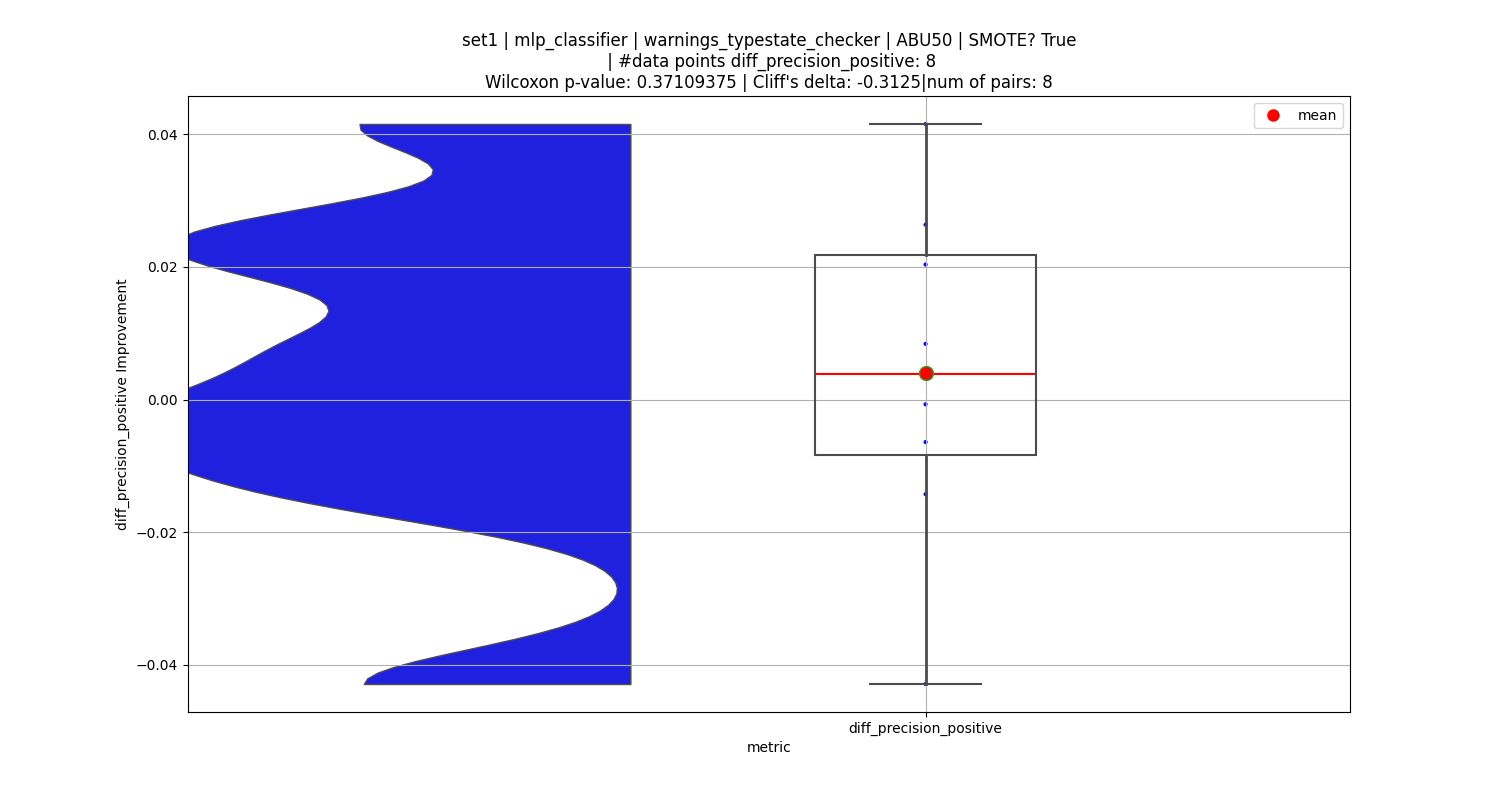 set1 | mlp_classifier | warnings_typestate_checker | ABU50 | SMOTE? True
| #data points diff_precision_positive: 8
Wilcoxon p-value: 0.37109375 | Cliff's delta: -0.3125|num of pairs: 8
mean
0.04
0.02
0.00
−0.02
−0.04
diff_precision_positive Improvement
diff_precision_positive
metric